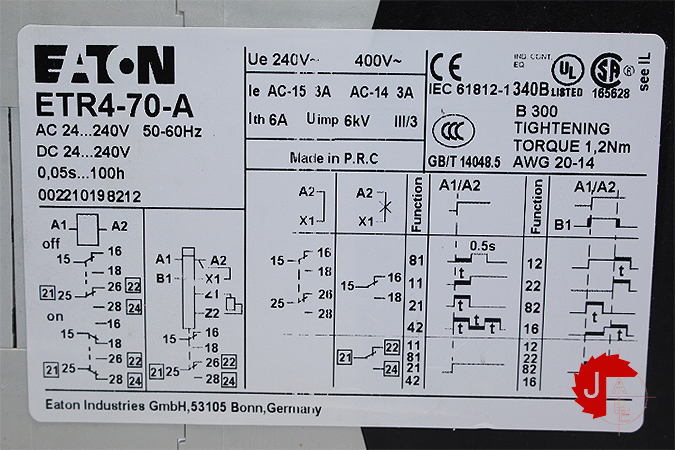 EATON
ETR4-70-A
AC 24...240V 50-60Hz
DC 24...240V
0,05s...100h
002210198212
Ue 240V~ 400V~
Ie AC-15 3A AC-14 3A
Ith 6A Uimp 6kV III/3
Made in P.R.C
CE
IND. CONT. EQ
UL
LISTED
340B
SA
165628
see IL
IEC 61812-1
CCC
GB/T 14048.5
B 300
TIGHTENING
TORQUE 1,2Nm
AWG 20-14
A1 A2
off
15 16
18
21 25 26 22
28 24
on
16
15 18
26 22
21 25 28 24
A1 A2
B1 X1
Z1
Z2
15 16
18
21 25 26 22
28 24
A2
X1
A2
X1
15 16
18
25 26
28
15 16
18
21 22
24
Function
81
11
21
42
11
81
21
42
A1/A2
0.5s
t
t
t
t t
Function
12
22
82
16
12
22
82
16
A1/A2
B1
t
t
t
t t
Eaton Industries GmbH,53105 Bonn,Germany
J